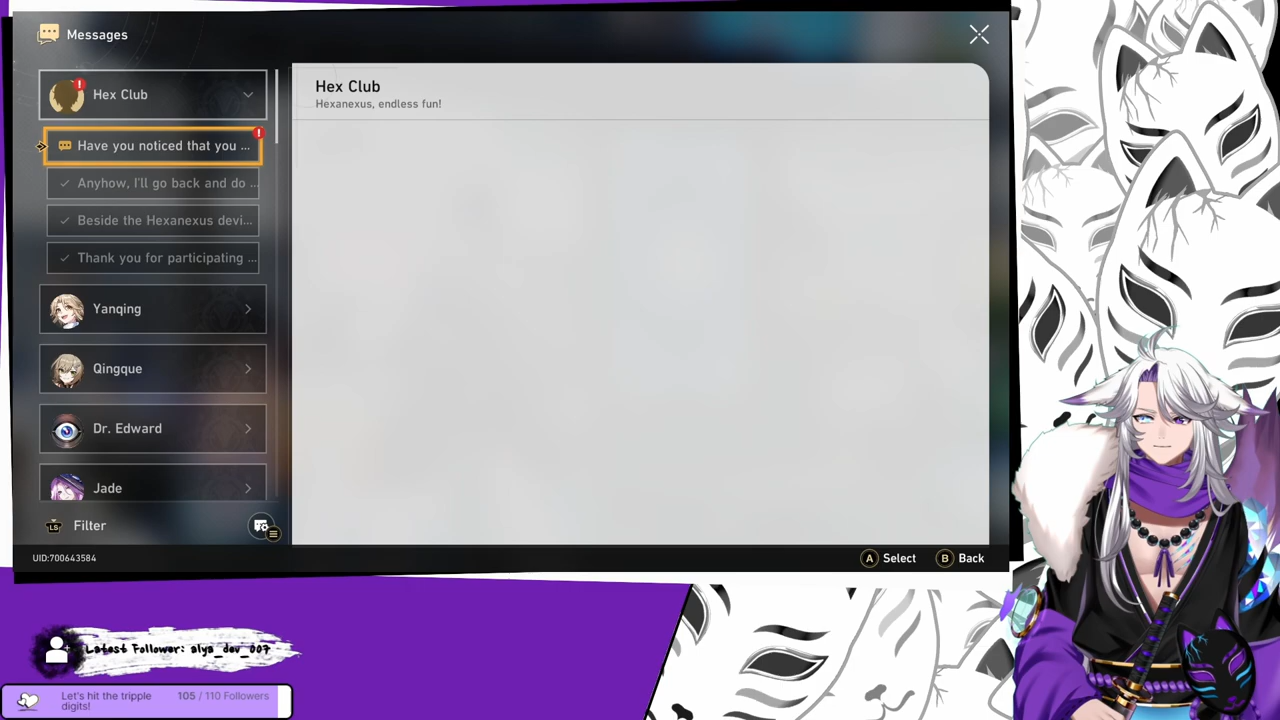 Messages
Hex Club
Have you noticed that you ...
Anyhow, I'll go back and do ...
Beside the Hexanexus devi...
Thank you for participating ...
Yanqing
Qingque
Dr. Edward
Jade
LS
Filter
UID:700643584
Hex Club
Hexanexus, endless fun!
A Select
B Back
Latest Follower: alya_dev_007
Let's hit the tripple
digits!
105 / 110 Followers